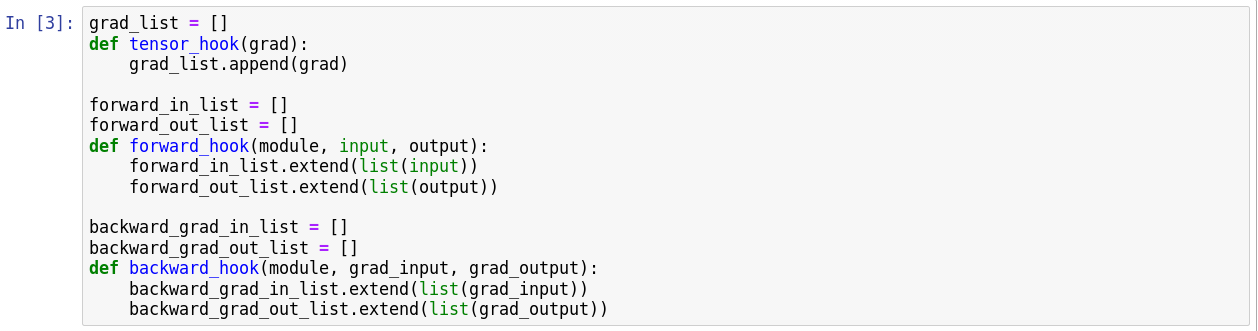 In [3]: grad_list = []
def tensor_hook(grad):
    grad_list.append(grad)

forward_in_list = []
forward_out_list = []
def forward_hook(module, input, output):
    forward_in_list.extend(list(input))
    forward_out_list.extend(list(output))

backward_grad_in_list = []
backward_grad_out_list = []
def backward_hook(module, grad_input, grad_output):
    backward_grad_in_list.extend(list(grad_input))
    backward_grad_out_list.extend(list(grad_output))